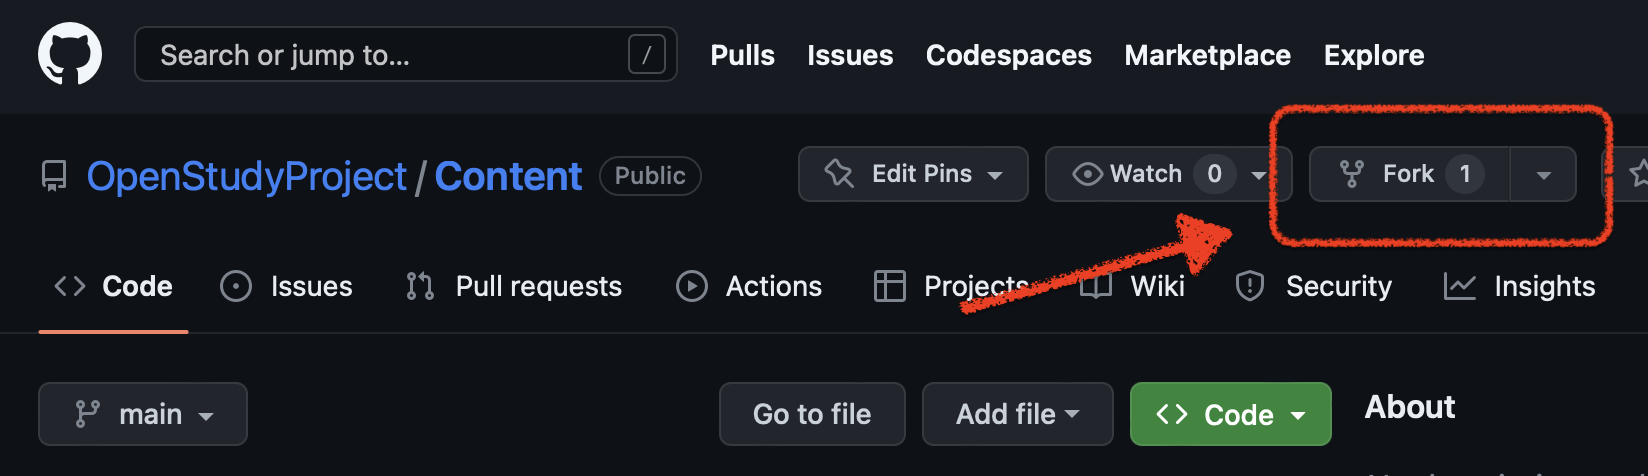 Search or jump to... / Pulls Issues Codespaces Marketplace Explore
OpenStudyProject / Content Public Edit Pins Watch 0 Fork 1
Code Issues Pull requests Actions Projects Wiki Security Insights
main Go to file Add file Code About